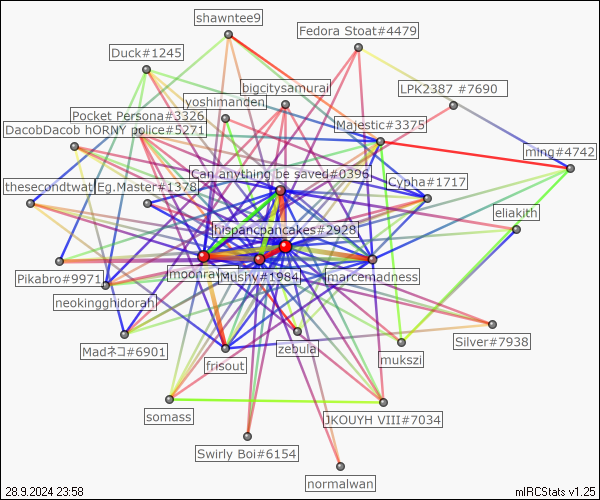 shawntee9
Fedora Stoat#4479
Duck#1245
bigcitysamurai
LPK2387 #7690
yoshimanden
Pocket Persona#3326
Majestic#3375
DacobDacob hORNY police#5271
ming#4742
Can anything be saved#0396
thesecondtwat
Eg.Master#1378
Cypha#1717
eliakith
hispancpancakes#2928
Pikabro#9971
moonray
Mushy#1984
marcemadness
neokingghidorah
Madネコ#6901
frisout
zebula
mukszi
Silver#7938
somass
JKOUYH VIII#7034
Swirly Boi#6154
normalwan
28.9.2024 23:58
mIRCStats v1.25